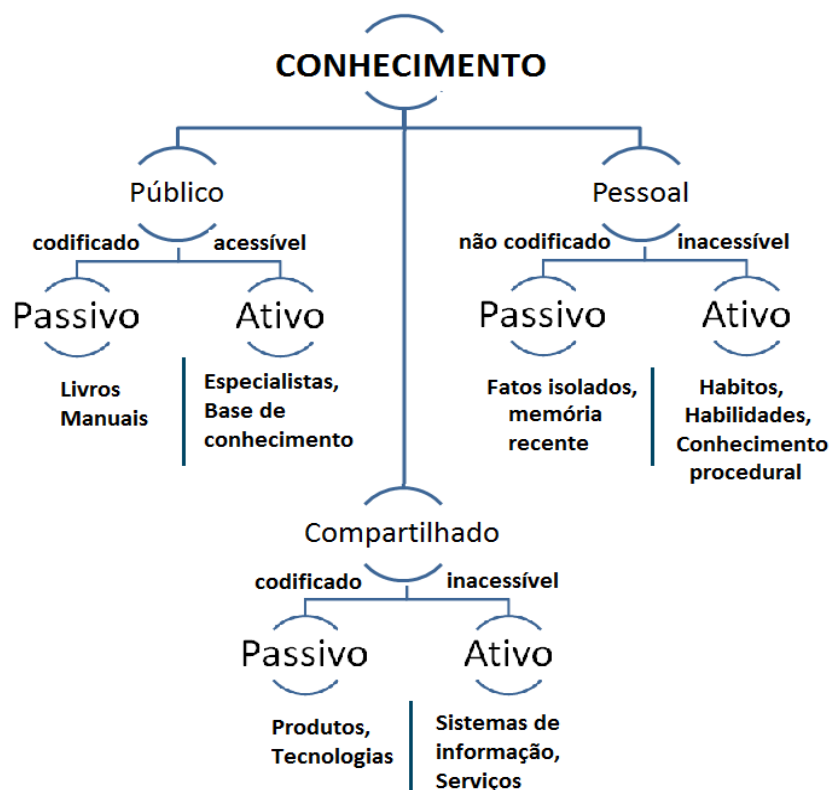 CONHECIMENTO
Público
Pessoal
codificado
acessível
não codificado
inacessível
Passivo
Ativo
Passivo
Ativo
Livros
Manuais
Especialistas,
Base de
conhecimento
Fatos isolados,
memória
recente
Habitos,
Habilidades,
Conhecimento
procedural
Compartilhado
codificado
inacessível
Passivo
Ativo
Produtos,
Tecnologias
Sistemas de
informação,
Serviços